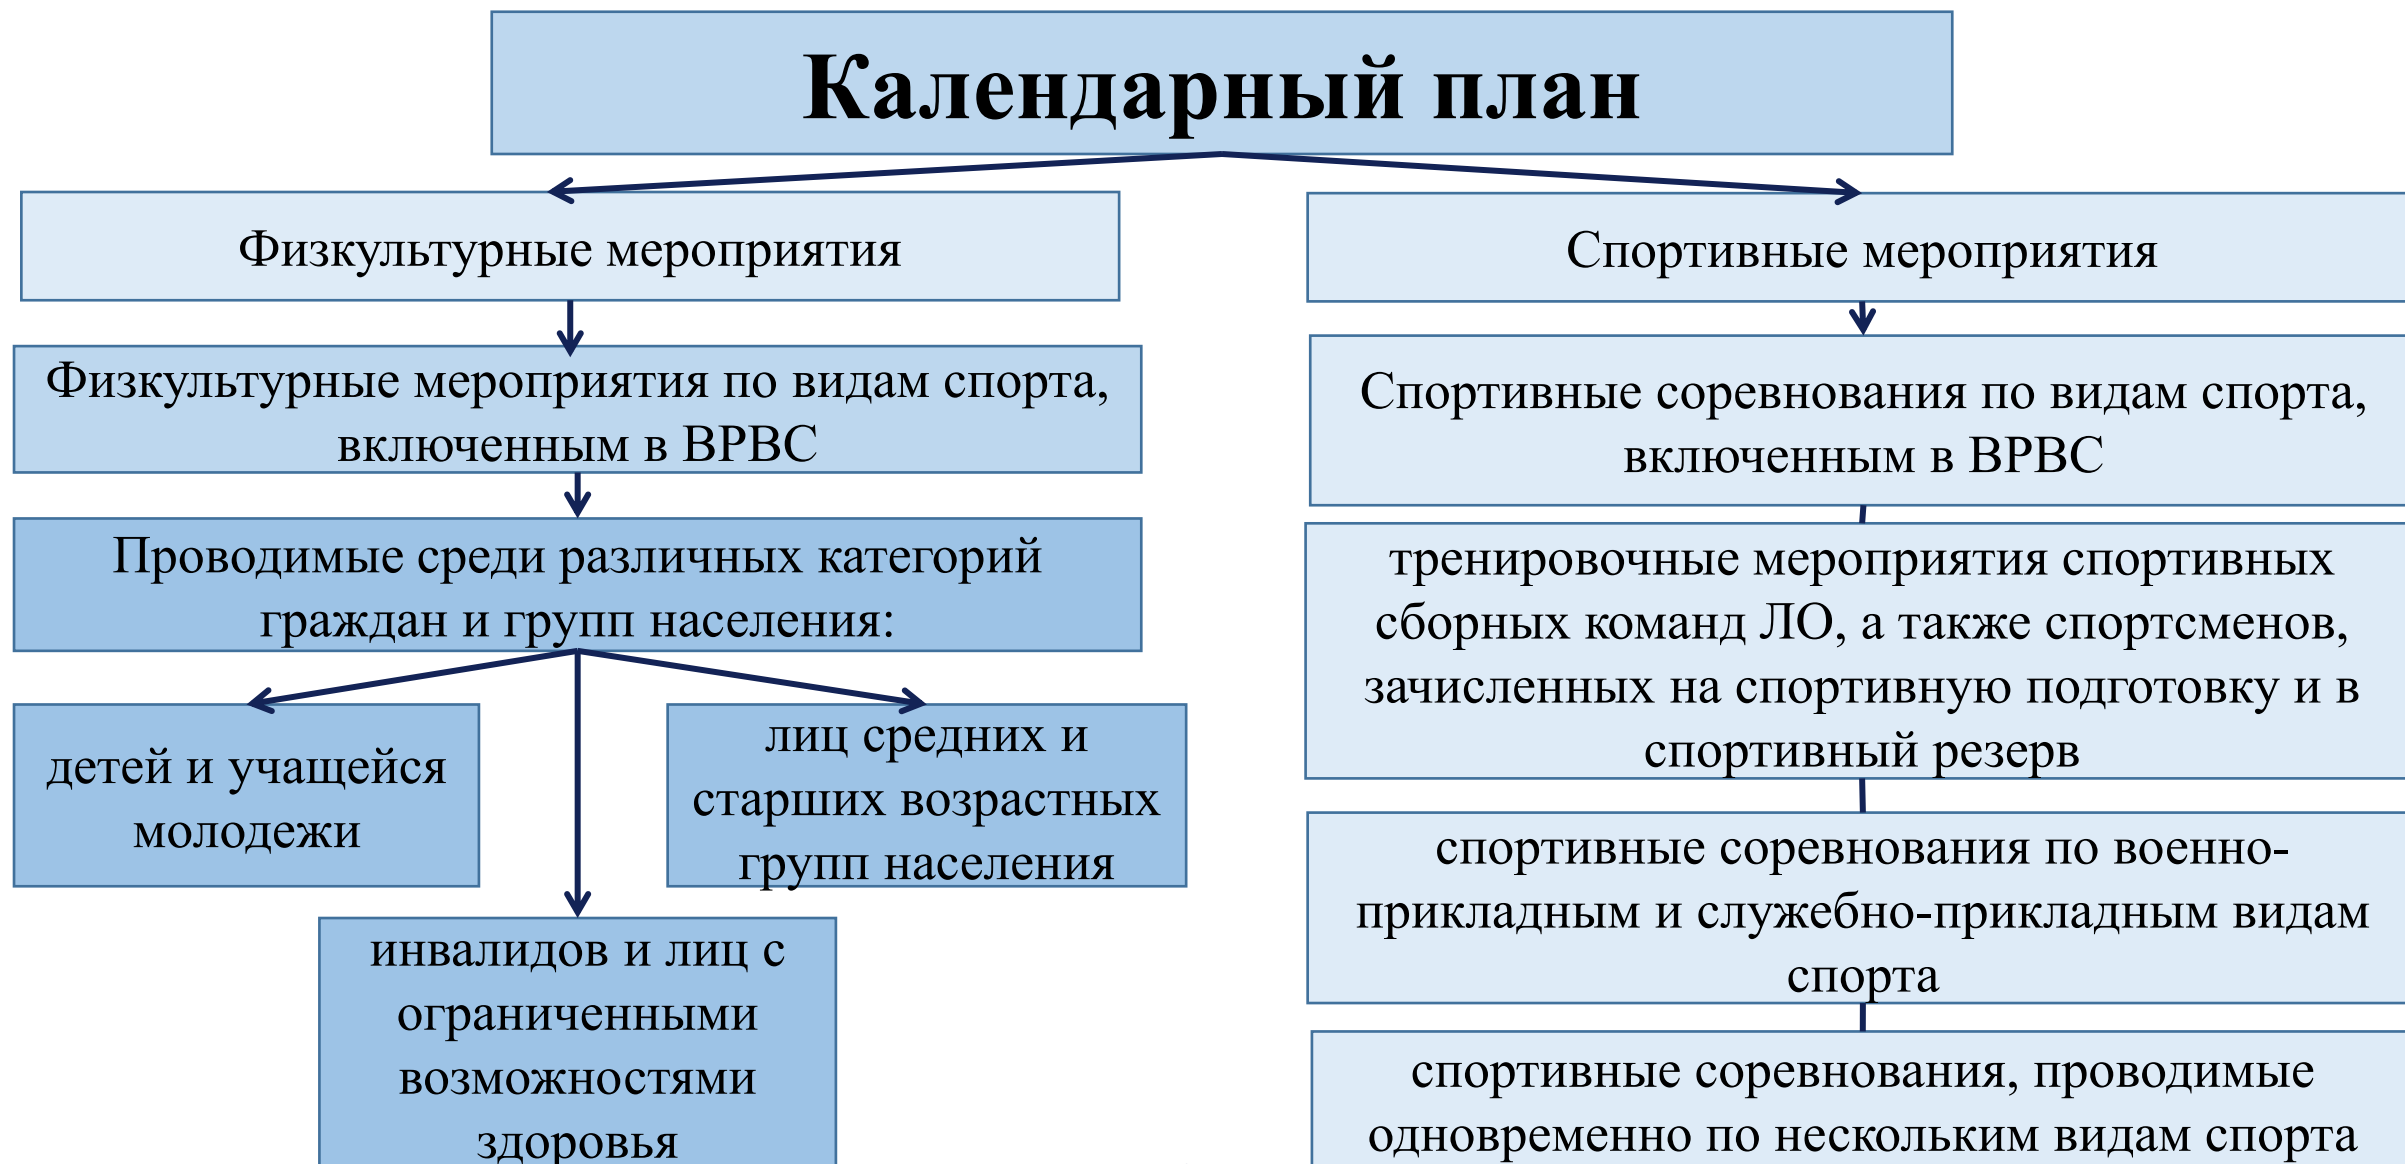 Календарный план
Физкультурные мероприятия
Физкультурные мероприятия по видам спорта,
включенным в ВРВС
Проводимые среди различных категорий
граждан и групп населения:
детей и учащейся
молодежи
лиц средних и
старших возрастных
групп населения
инвалидов и лиц с
ограниченными
возможностями
здоровья
Спортивные мероприятия
Спортивные соревнования по видам спорта,
включенным в ВРВС
тренировочные мероприятия спортивных
сборных команд ЛО, а также спортсменов,
зачисленных на спортивную подготовку и в
спортивный резерв
спортивные соревнования по военно-
прикладным и служебно-прикладным видам
спорта
спортивные соревнования, проводимые
одновременно по нескольким видам спорта